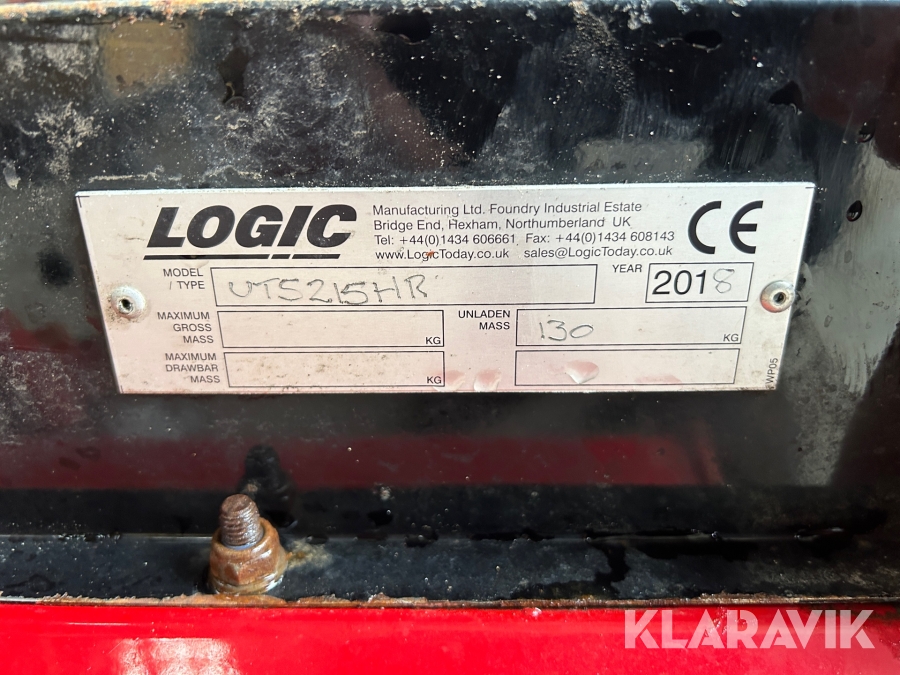 LOGIC
Manufacturing Ltd. Foundry Industrial Estate
Bridge End, Hexham, Northumberland UK
Tel: +44(0)1434 606661 Fax: +44(0)1434 608143
www.LogicToday.co.uk sales@LogicToday.co.uk
CE
MODEL / TYPE
UTS215HR
YEAR
2018
MAXIMUM GROSS MASS
KG
UNLADEN MASS
130
KG
MAXIMUM DRAWBAR MASS
KG
WP05
KLARAVIK